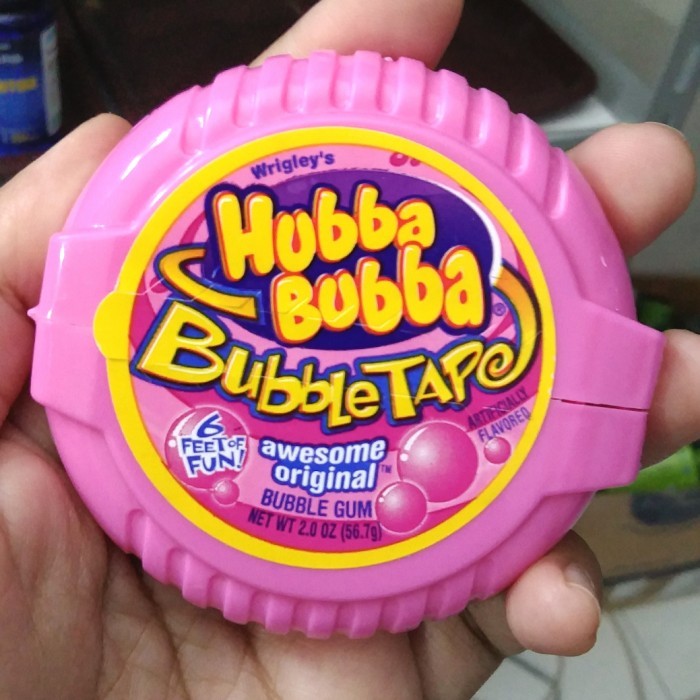 Wrigley's
Hubba
Bubba®
BubbleTape
6
FEET OF
FUN!
awesome
original™
BUBBLE GUM
NET WT 2.0 OZ (56.7g)
ARTIFICIALLY
FLAVORED